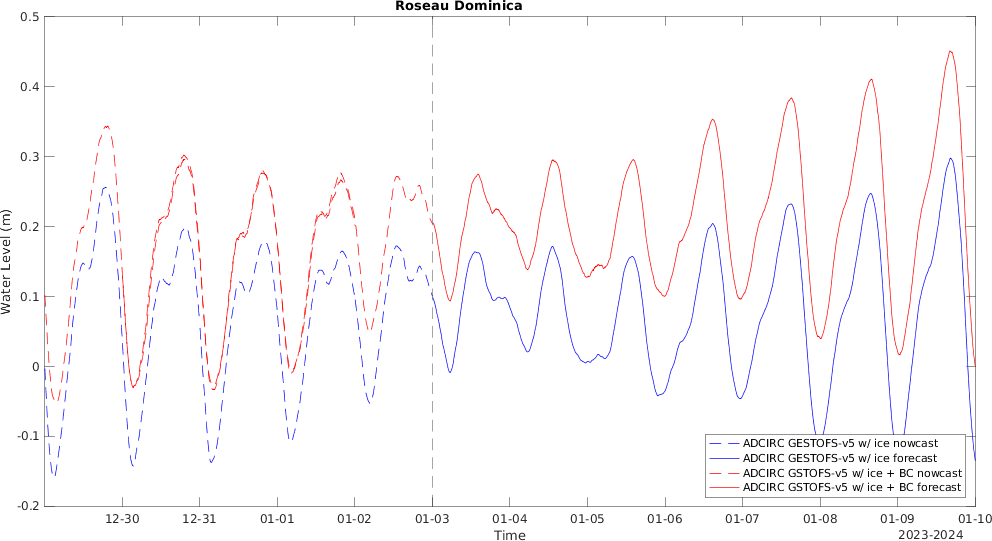 Roseau Dominica
0.5
0.4
0.3
0.2
0.1
0
-0.1
-0.2
Water Level (m)
ADCIRC GESTOFS-v5 w/ ice nowcast
ADCIRC GESTOFS-v5 w/ ice forecast
ADCIRC GSTOFS-v5 w/ ice + BC nowcast
ADCIRC GSTOFS-v5 w/ ice + BC forecast
12-30 12-31 01-01 01-02 01-03 01-04 01-05 01-06 01-07 01-08 01-09 01-10
Time
2023-2024